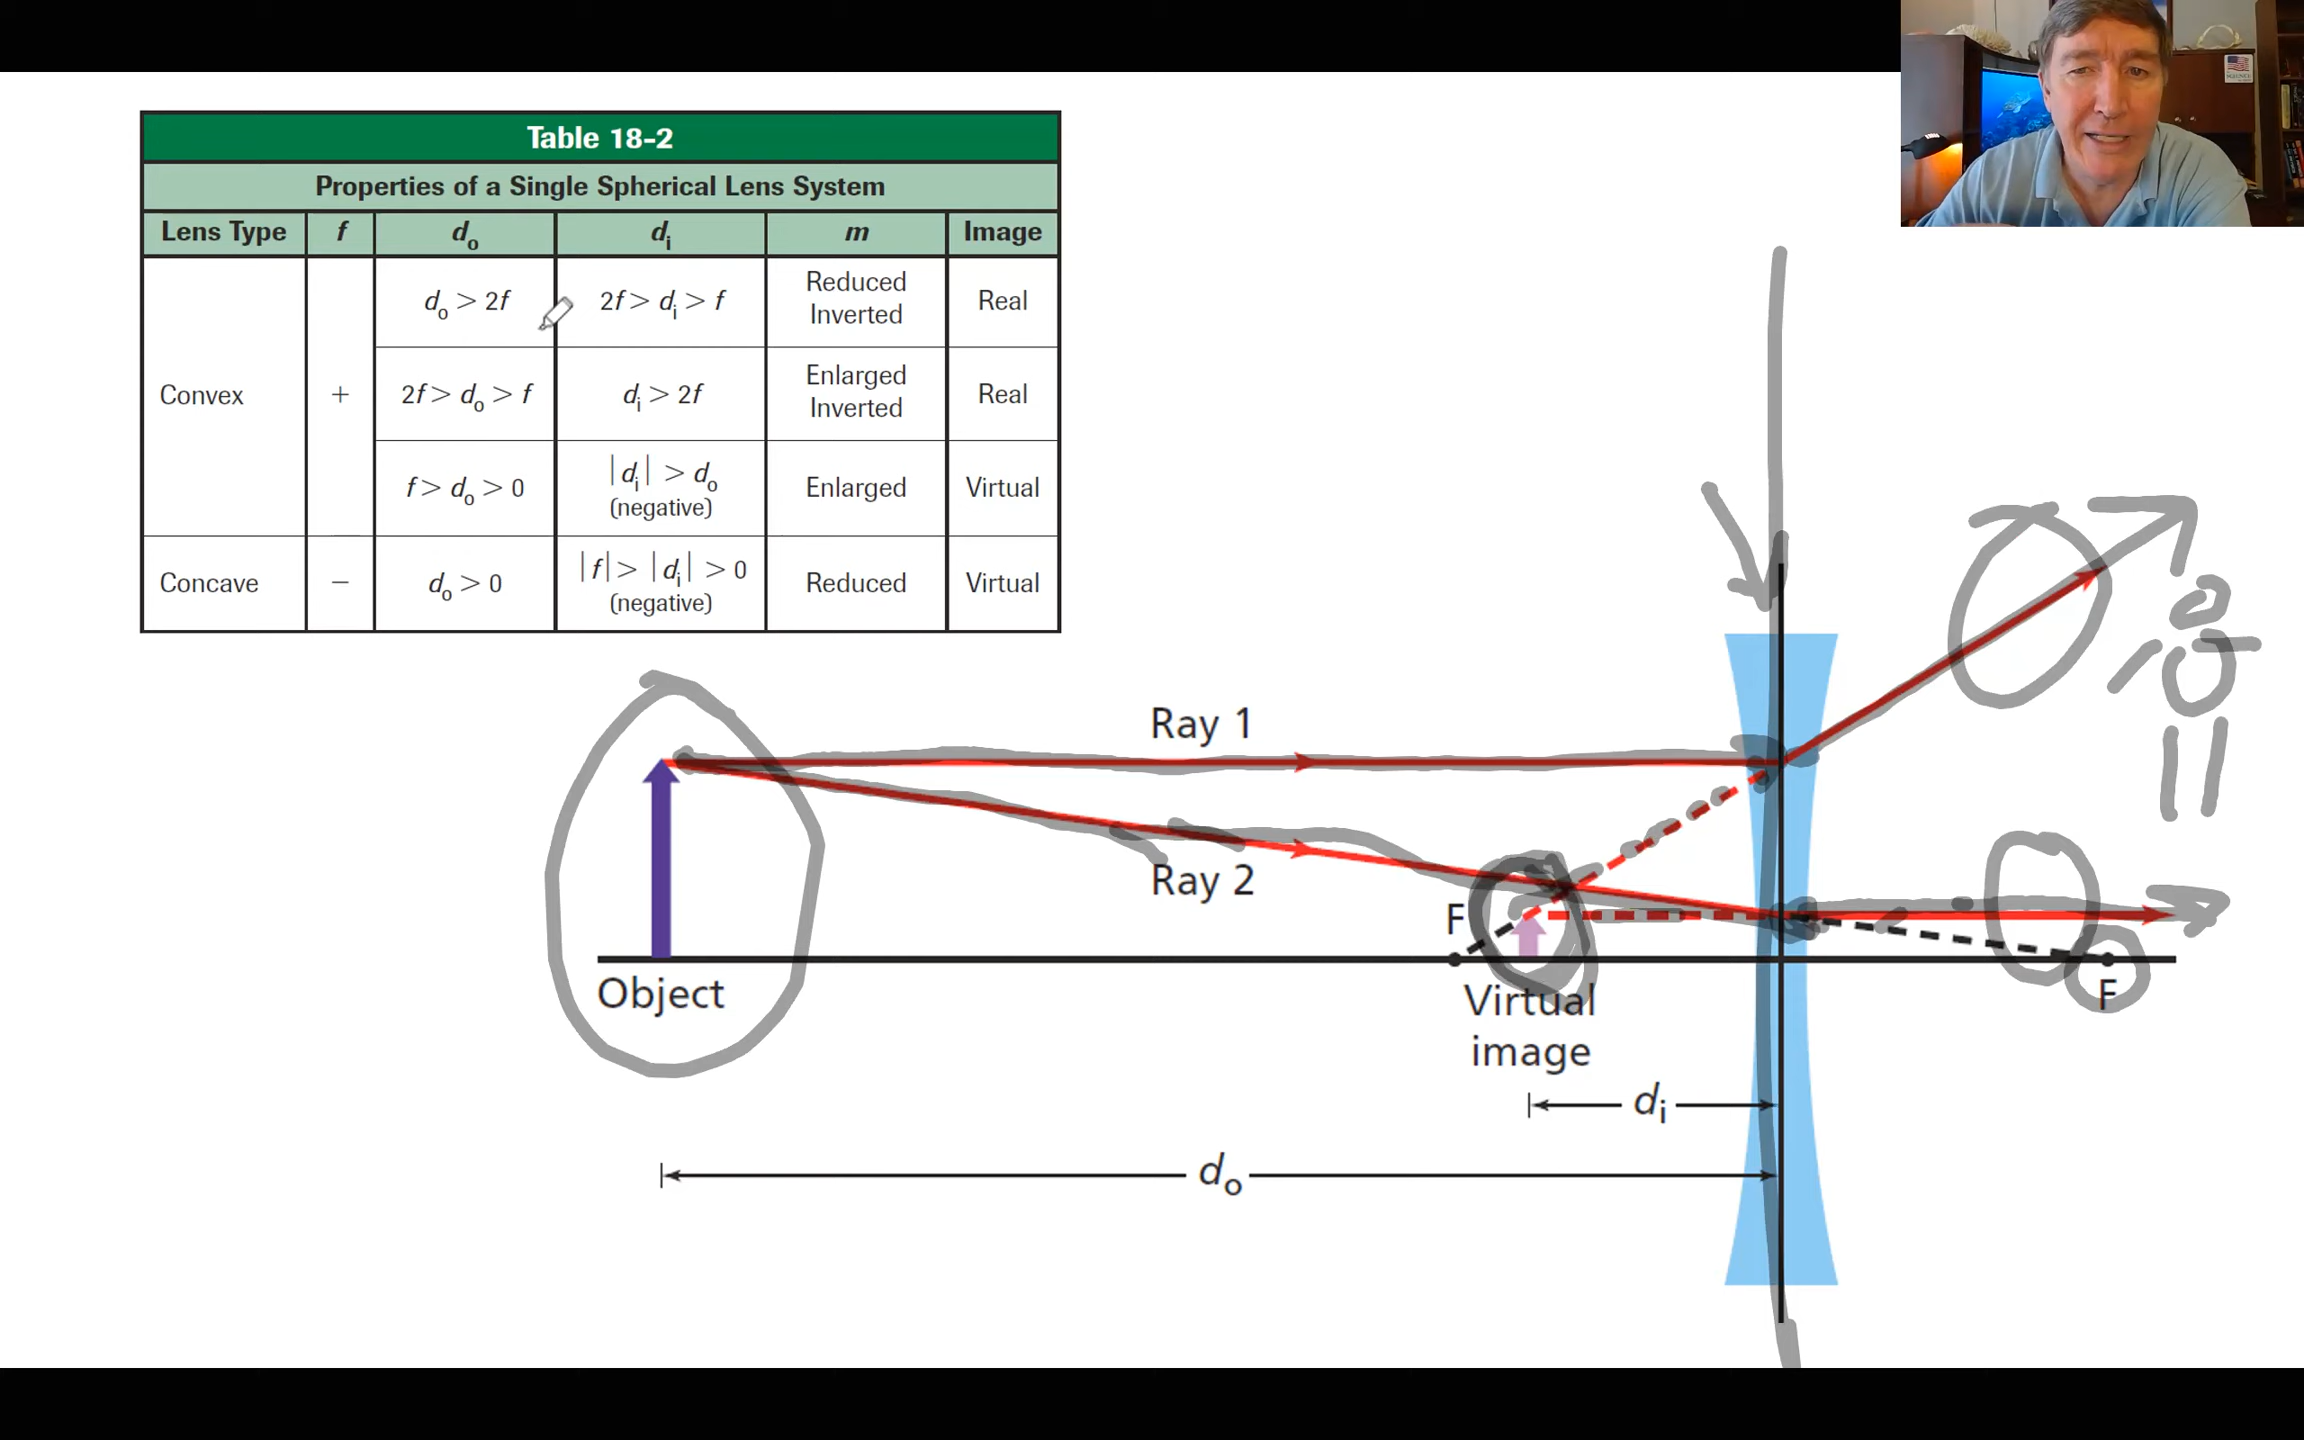 Table 18-2
Properties of a Single Spherical Lens System
Lens Type f dₒ dᵢ m Image
Convex + dₒ > 2f 2f > dᵢ > f Reduced Inverted Real
2f > dₒ > f dᵢ > 2f Enlarged Inverted Real
f > dₒ > 0 |dᵢ| > dₒ (negative) Enlarged Virtual
Concave − dₒ > 0 |f| > |dᵢ| > 0 (negative) Reduced Virtual
Ray 1
Ray 2
F
Object
Virtual
image
F
dᵢ
dₒ